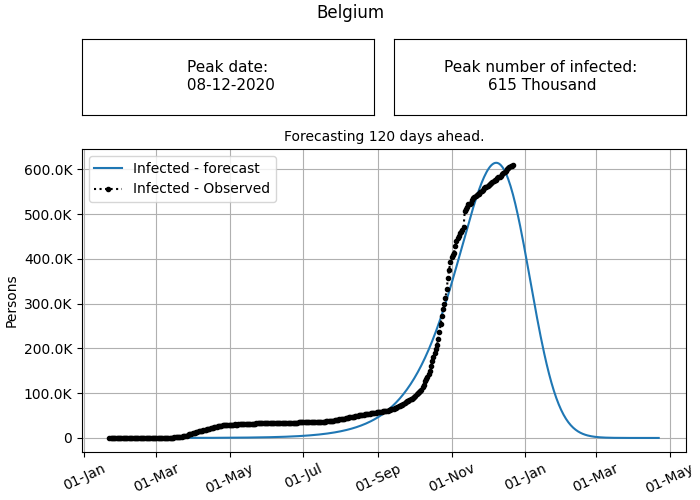 Belgium
Peak date:
08-12-2020
Peak number of infected:
615 Thousand
Forecasting 120 days ahead.
Infected - forecast
Infected - Observed
Persons
600.0K
500.0K
400.0K
300.0K
200.0K
100.0K
0
01-Jan
01-Mar
01-May
01-Jul
01-Sep
01-Nov
01-Jan
01-Mar
01-May